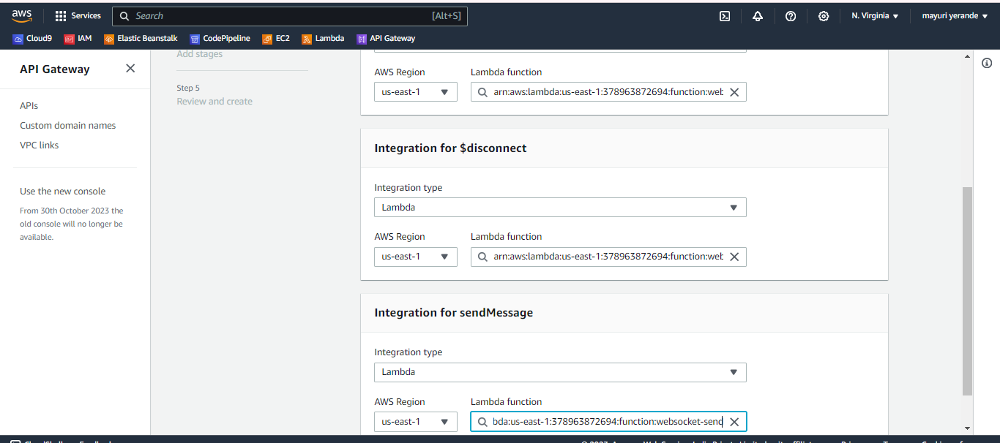 aws Services Search [Alt+S] N. Virginia mayuri yerande
Cloud9 IAM Elastic Beanstalk CodePipeline EC2 Lambda API Gateway
API Gateway
APIs
Custom domain names
VPC links
Use the new console
From 30th October 2023 the
old console will no longer be
available.
Add stages
Step 5
Review and create
AWS Region Lambda function
us-east-1 arn:aws:lambda:us-east-1:378963872694:function:web
Integration for $disconnect
Integration type
Lambda
AWS Region Lambda function
us-east-1 arn:aws:lambda:us-east-1:378963872694:function:web
Integration for sendMessage
Integration type
Lambda
AWS Region Lambda function
us-east-1 bda:us-east-1:378963872694:function:websocket-send